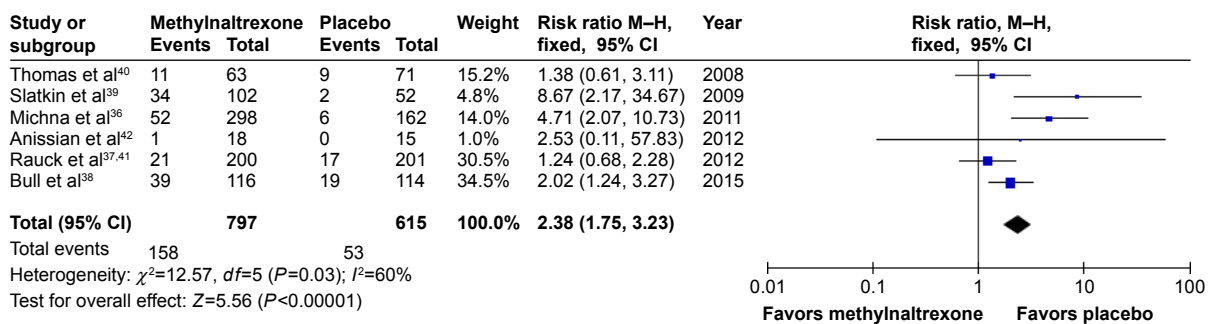 Study or subgroup Methylnaltrexone Events Total Placebo Events Total Weight Risk ratio M–H, fixed, 95% CI Year Risk ratio, M–H, fixed, 95% CI
Thomas et al⁴⁰ 11 63 9 71 15.2% 1.38 (0.61, 3.11) 2008
Slatkin et al³⁹ 34 102 2 52 4.8% 8.67 (2.17, 34.67) 2009
Michna et al³⁶ 52 298 6 162 14.0% 4.71 (2.07, 10.73) 2011
Anissian et al⁴² 1 18 0 15 1.0% 2.53 (0.11, 57.83) 2012
Rauck et al³⁷,⁴¹ 21 200 17 201 30.5% 1.24 (0.68, 2.28) 2012
Bull et al³⁸ 39 116 19 114 34.5% 2.02 (1.24, 3.27) 2015
Total (95% CI) 797 615 100.0% 2.38 (1.75, 3.23)
Total events 158 53
Heterogeneity: χ²=12.57, df=5 (P=0.03); I²=60%
Test for overall effect: Z=5.56 (P<0.00001)
0.01 0.1 1 10 100
Favors methylnaltrexone Favors placebo